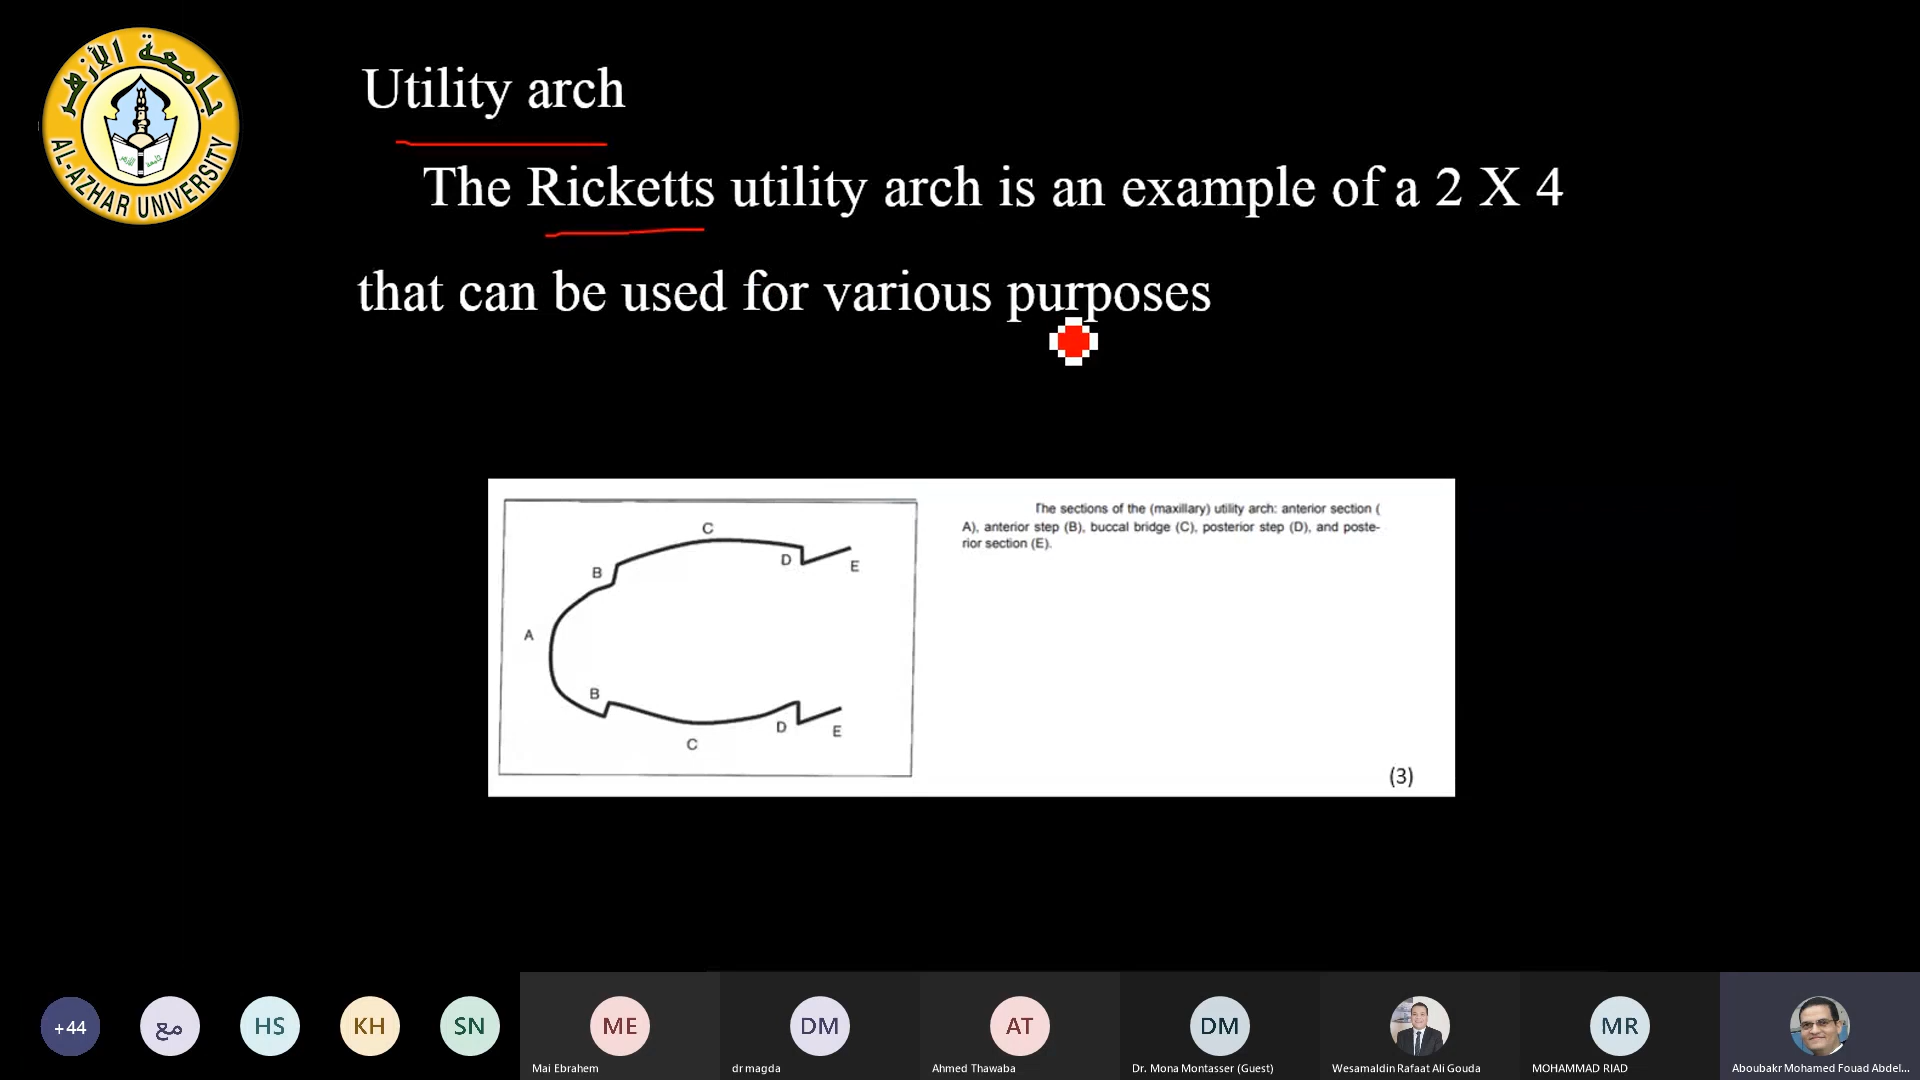 جامعة الأزهر
AL-AZHAR UNIVERSITY
Utility arch
The Ricketts utility arch is an example of a 2 X 4
that can be used for various purposes
The sections of the (maxillary) utility arch: anterior section (
A), anterior step (B), buccal bridge (C), posterior step (D), and poste-
rior section (E).
C
B
D
E
A
B
D
E
C
(3)
+44
مع
HS
KH
SN
ME
DM
AT
DM
MR
Mai Ebrahem
dr magda
Ahmed Thawaba
Dr. Mona Montasser (Guest)
Wesamaldin Rafaat Ali Gouda
MOHAMMAD RIAD
Aboubakr Mohamed Fouad Abdel...